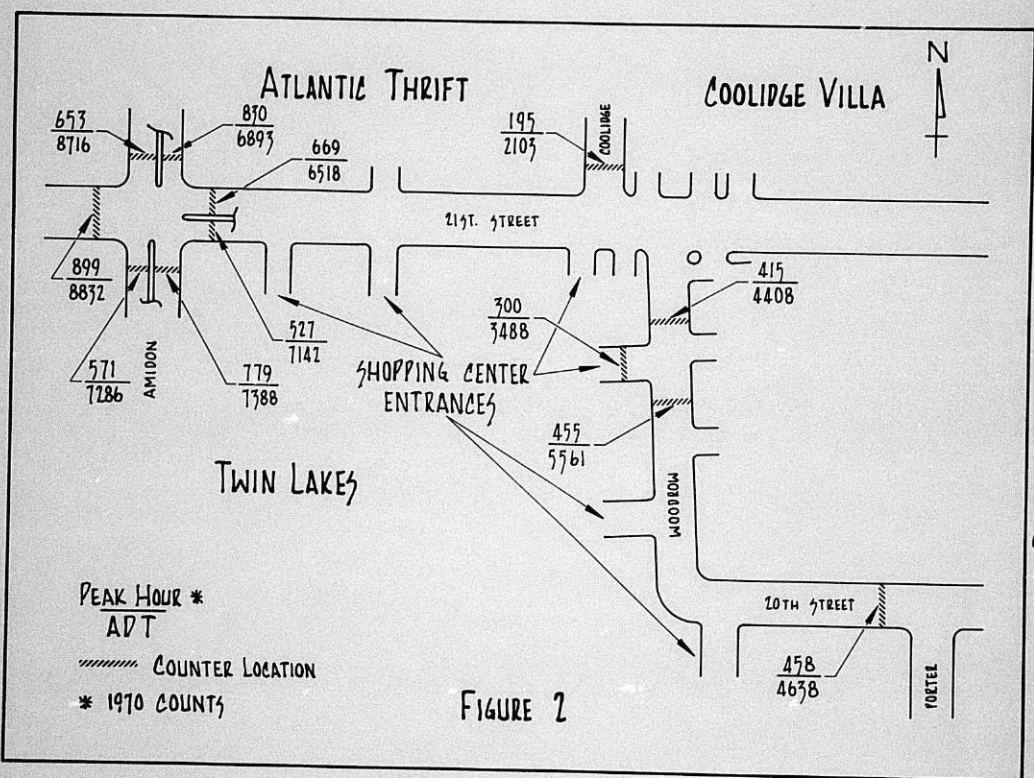 N
ATLANTIC THRIFT
COOLIDGE VILLA
653
8716
830
6893
669
6518
195
2103
COOLIDGE
21ST. STREET
899
8832
571
7286
AMIDON
779
7388
527
7142
300
3488
415
4408
SHOPPING CENTER
ENTRANCES
455
5561
WOODROW
TWIN LAKES
PEAK HOUR *
ADT
COUNTER LOCATION
* 1970 COUNTS
FIGURE 2
20TH STREET
458
4638
PORTER